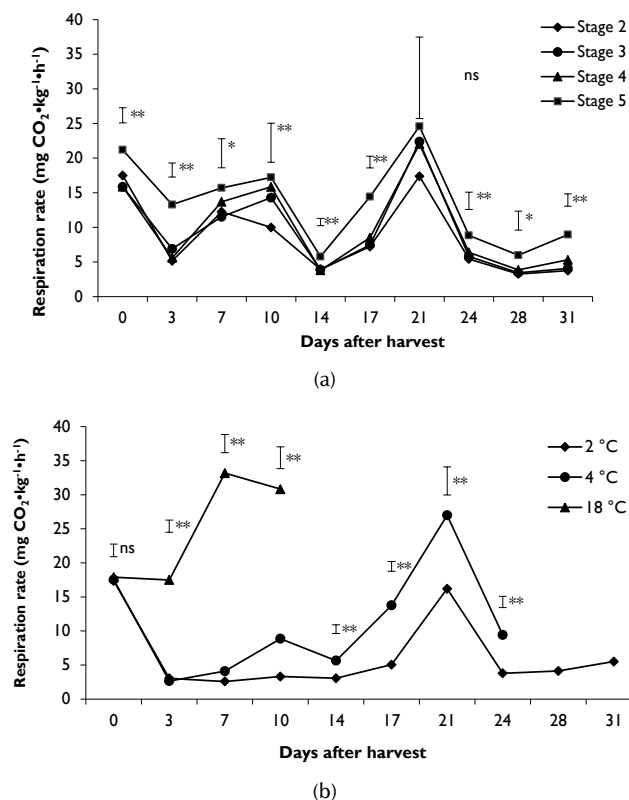 40
35
30
25
20
15
10
5
0
Respiration rate (mg CO₂•kg⁻¹•h⁻¹)
Stage 2
Stage 3
Stage 4
Stage 5
** ** * ** ** ** ns ** * **
0 3 7 10 14 17 21 24 28 31
Days after harvest
(a)
40
35
30
25
20
15
10
5
0
Respiration rate (mg CO₂•kg⁻¹•h⁻¹)
2 °C
4 °C
18 °C
ns ** ** ** ** ** ** **
0 3 7 10 14 17 21 24 28 31
Days after harvest
(b)